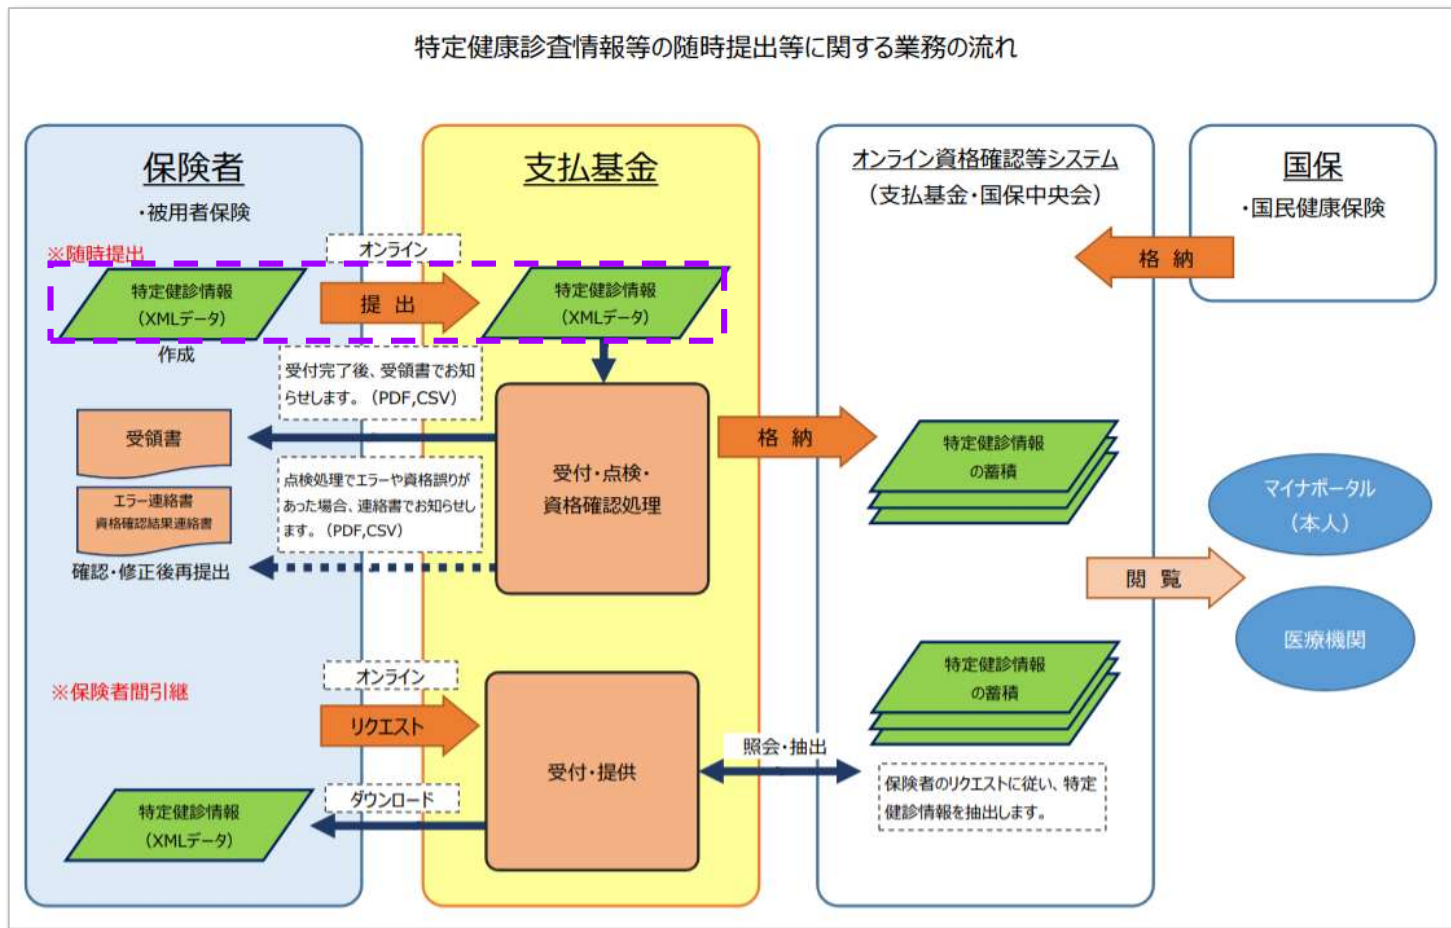 特定健康診査情報等の随時提出等に関する業務の流れ
保険者
・被用者保険
※随時提出
特定健診情報
（XMLデータ）
作成
オンライン
提 出
支払基金
特定健診情報
（XMLデータ）
受付完了後、受領書でお知
らせします。（PDF,CSV）
受領書
点検処理でエラーや資格誤りが
あった場合、連絡書でお知らせし
ます。（PDF,CSV）
エラー連絡書
資格確認結果連絡書
確認・修正後再提出
受付・点検・
資格確認処理
格 納
オンライン資格確認等システム
（支払基金・国保中央会）
特定健診情報
の蓄積
国保
・国民健康保険
格 納
閲 覧
マイナポータル
（本人）
医療機関
※保険者間引継
オンライン
リクエスト
受付・提供
ダウンロード
特定健診情報
（XMLデータ）
照会・抽出
特定健診情報
の蓄積
保険者のリクエストに従い、特定
健診情報を抽出します。